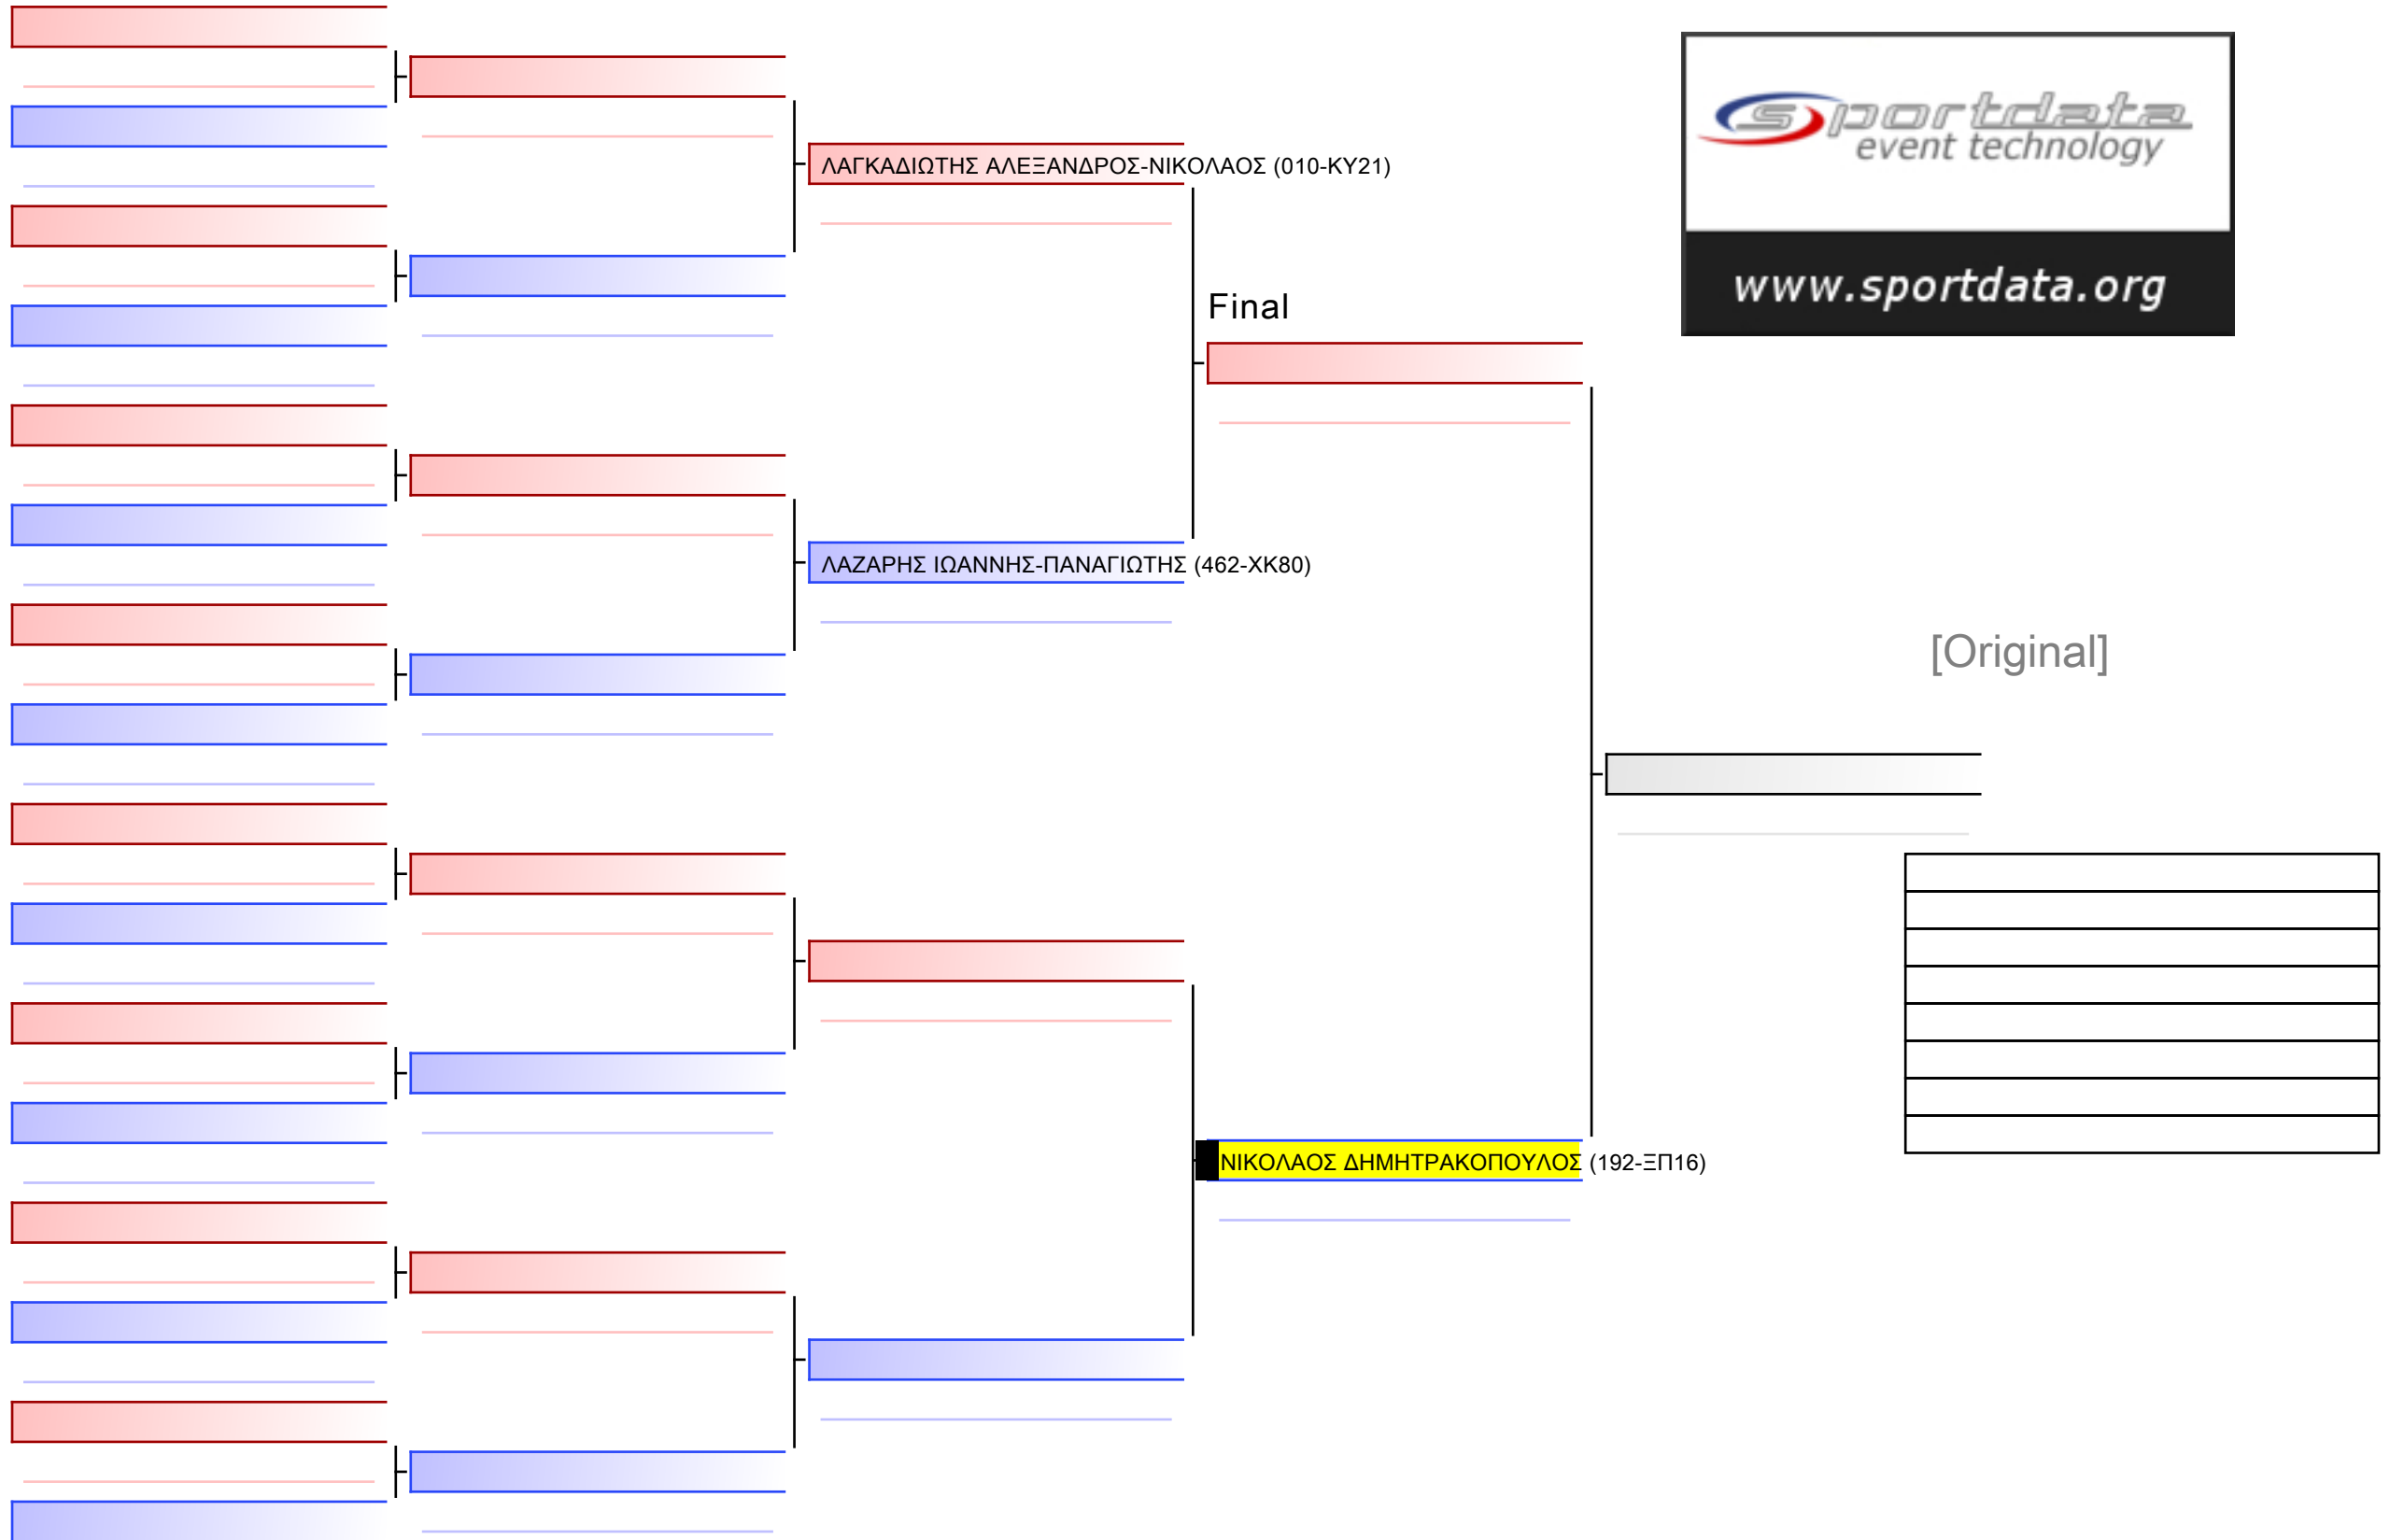 sportdata
event technology
www.sportdata.org
ΛΑΓΚΑΔΙΩΤΗΣ ΑΛΕΞΑΝΔΡΟΣ-ΝΙΚΟΛΑΟΣ (010-ΚΥ21)
Final
ΛΑΖΑΡΗΣ ΙΩΑΝΝΗΣ-ΠΑΝΑΓΙΩΤΗΣ (462-ΧΚ80)
[Original]
ΝΙΚΟΛΑΟΣ ΔΗΜΗΤΡΑΚΟΠΟΥΛΟΣ (192-ΞΠ16)